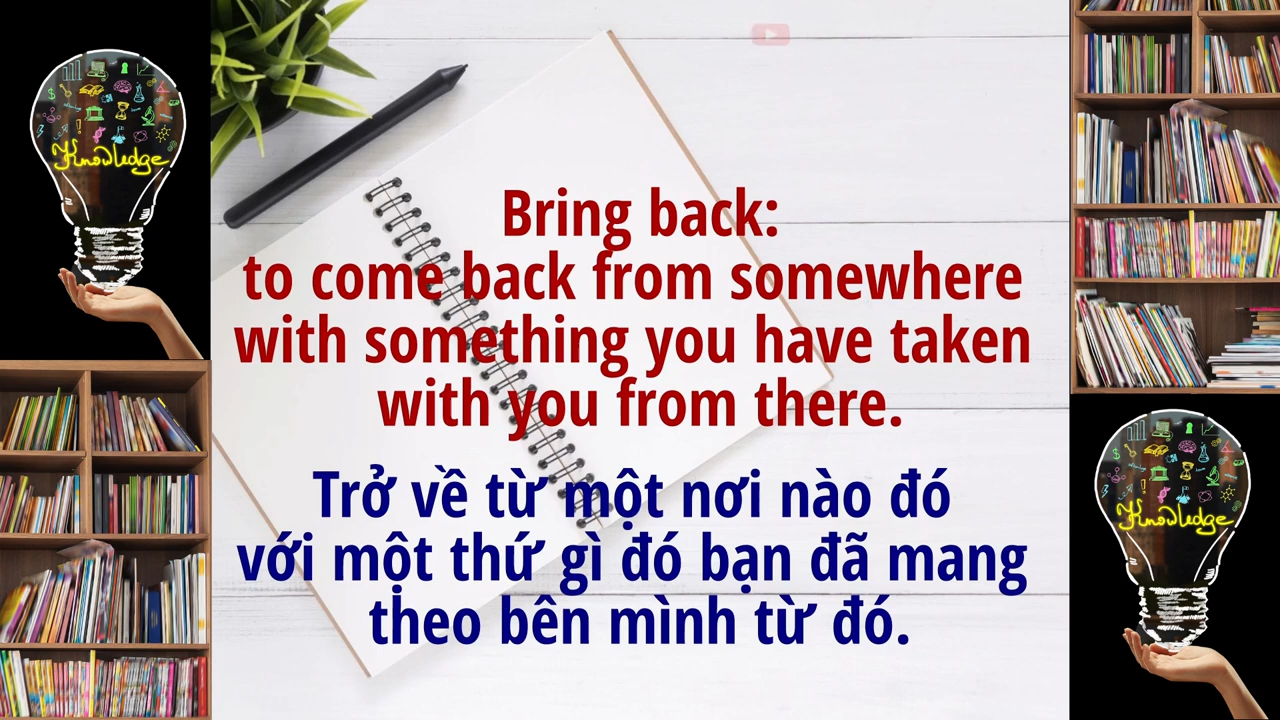 Knowledge
Bring back:
to come back from somewhere
with something you have taken
with you from there.
Trở về từ một nơi nào đó
với một thứ gì đó bạn đã mang
theo bên mình từ đó.
Knowledge